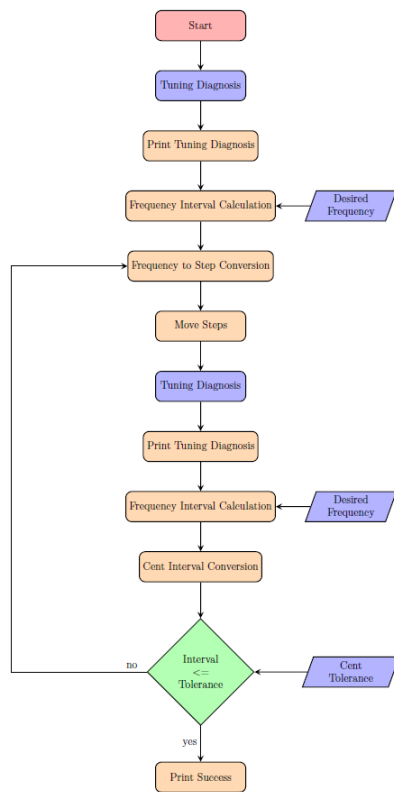 Start
Tuning Diagnosis
Print Tuning Diagnosis
Frequency Interval Calculation
Desired
Frequency
Frequency to Step Conversion
Move Steps
Tuning Diagnosis
Print Tuning Diagnosis
Frequency Interval Calculation
Desired
Frequency
Cent Interval Conversion
Interval
<=
Tolerance
Cent
Tolerance
no
yes
Print Success